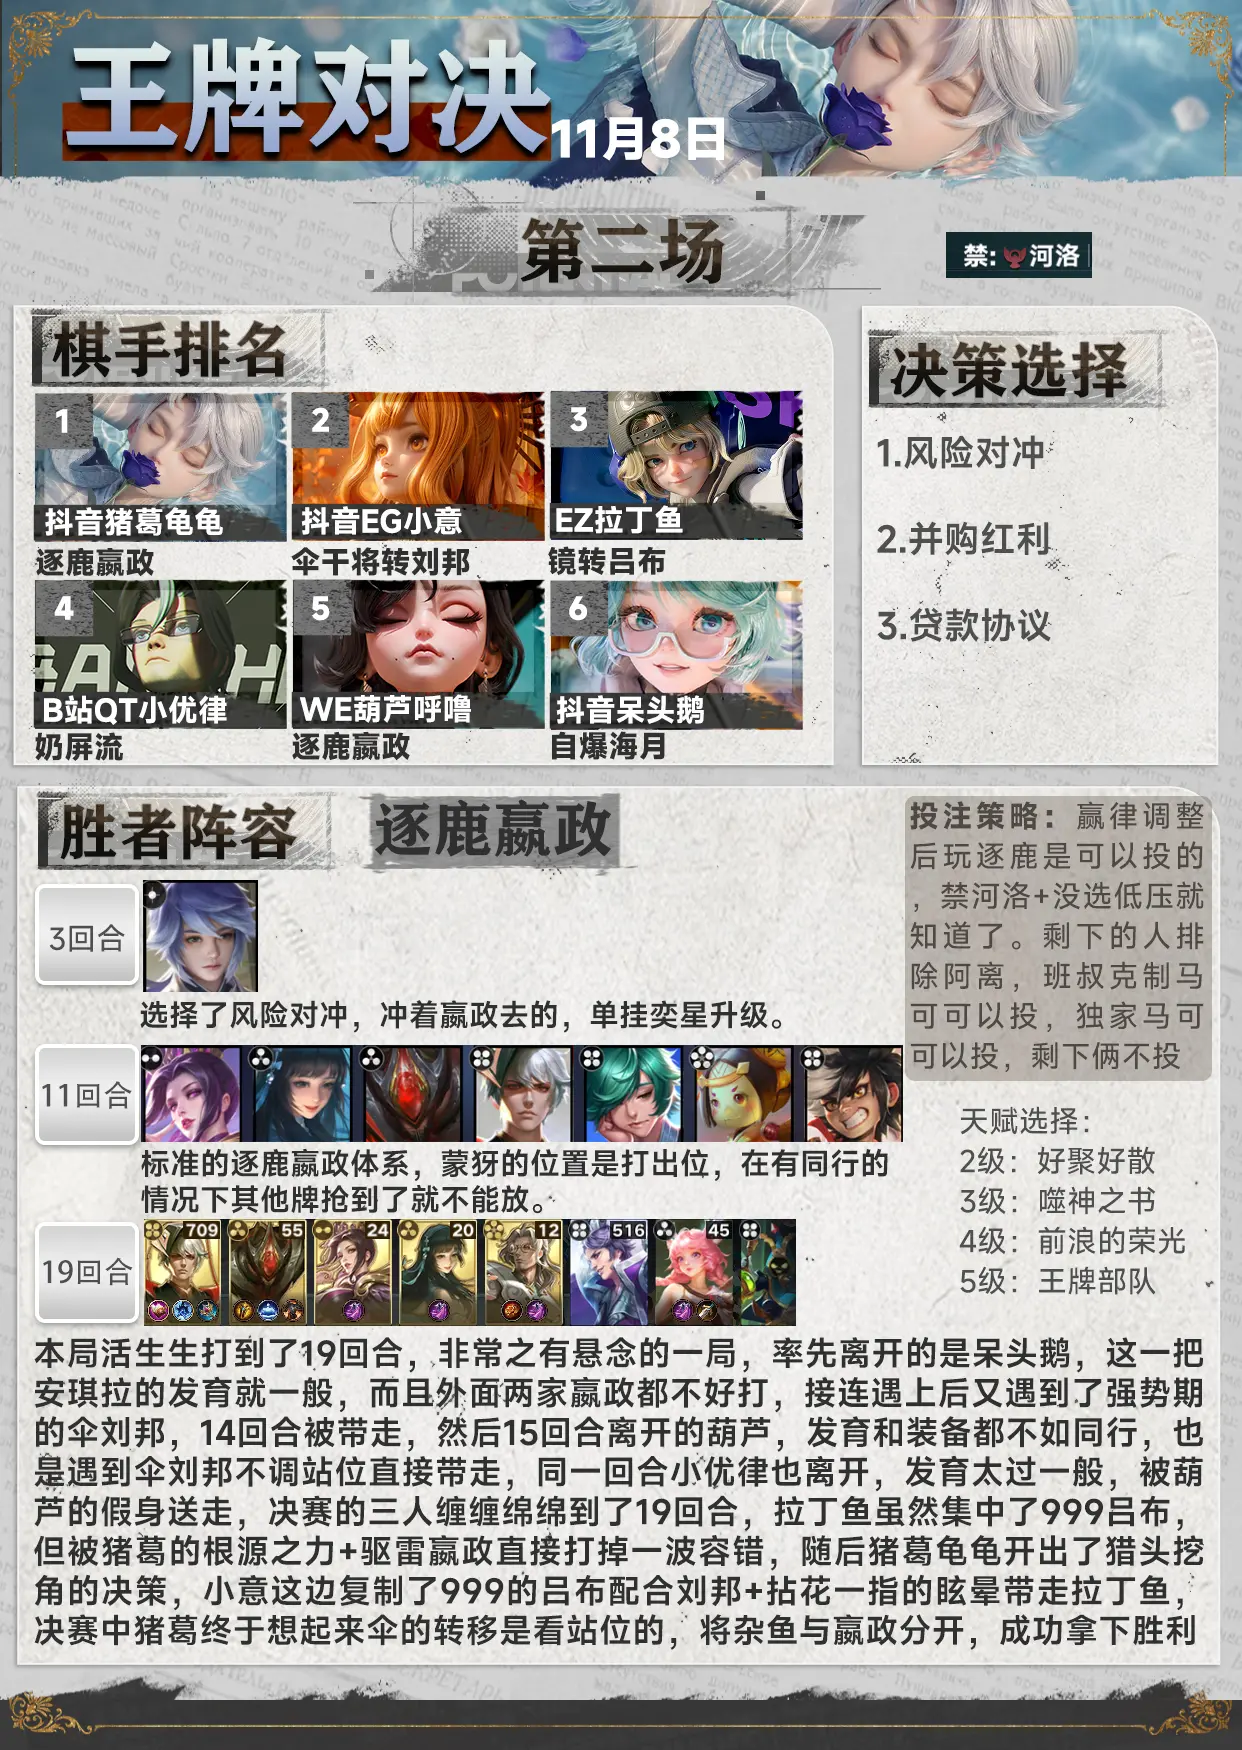 王牌对决
11月8日
第二场
禁:河洛
棋手排名
1
抖音猪葛龟龟
逐鹿嬴政
2
抖音EG小意
伞干将转刘邦
3
EZ拉丁鱼
镜转吕布
4
B站QT小优律
奶屏流
5
WE葫芦呼噜
逐鹿嬴政
6
抖音呆头鹅
自爆海月
决策选择
1.风险对冲
2.并购红利
3.贷款协议
胜者阵容
逐鹿嬴政
3回合
选择了风险对冲，冲着嬴政去的，单挂奕星升级。
11回合
标准的逐鹿嬴政体系，蒙犽的位置是打出位，在有同行的
情况下其他牌抢到了就不能放。
19回合
709
55
24
20
12
516
45
投注策略：赢律调整
后玩逐鹿是可以投的
，禁河洛+没选低压就
知道了。剩下的人排
除阿离，班叔克制马
可可以投，独家马可
可以投，剩下俩不投
天赋选择：
2级：好聚好散
3级：噬神之书
4级：前浪的荣光
5级：王牌部队
本局活生生打到了19回合，非常之有悬念的一局，率先离开的是呆头鹅，这一把
安琪拉的发育就一般，而且外面两家嬴政都不好打，接连遇上后又遇到了强势期
的伞刘邦，14回合被带走，然后15回合离开的葫芦，发育和装备都不如同行，也
是遇到伞刘邦不调站位直接带走，同一回合小优律也离开，发育太过一般，被葫
芦的假身送走，决赛的三人缠缠绵绵到了19回合，拉丁鱼虽然集中了999吕布，
但被猪葛的根源之力+驱雷嬴政直接打掉一波容错，随后猪葛龟龟开出了猎头挖
角的决策，小意这边复制了999的吕布配合刘邦+拈花一指的眩晕带走拉丁鱼，
决赛中猪葛终于想起来伞的转移是看站位的，将杂鱼与嬴政分开，成功拿下胜利